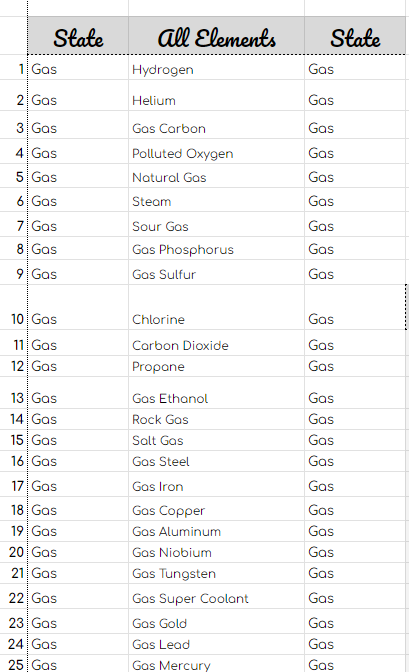 State All Elements State
1 Gas Hydrogen Gas
2 Gas Helium Gas
3 Gas Gas Carbon Gas
4 Gas Polluted Oxygen Gas
5 Gas Natural Gas Gas
6 Gas Steam Gas
7 Gas Sour Gas Gas
8 Gas Gas Phosphorus Gas
9 Gas Gas Sulfur Gas
10 Gas Chlorine Gas
11 Gas Carbon Dioxide Gas
12 Gas Propane Gas
13 Gas Gas Ethanol Gas
14 Gas Rock Gas Gas
15 Gas Salt Gas Gas
16 Gas Gas Steel Gas
17 Gas Gas Iron Gas
18 Gas Gas Copper Gas
19 Gas Gas Aluminum Gas
20 Gas Gas Niobium Gas
21 Gas Gas Tungsten Gas
22 Gas Gas Super Coolant Gas
23 Gas Gas Gold Gas
24 Gas Gas Lead Gas
25 Gas Gas Mercury Gas